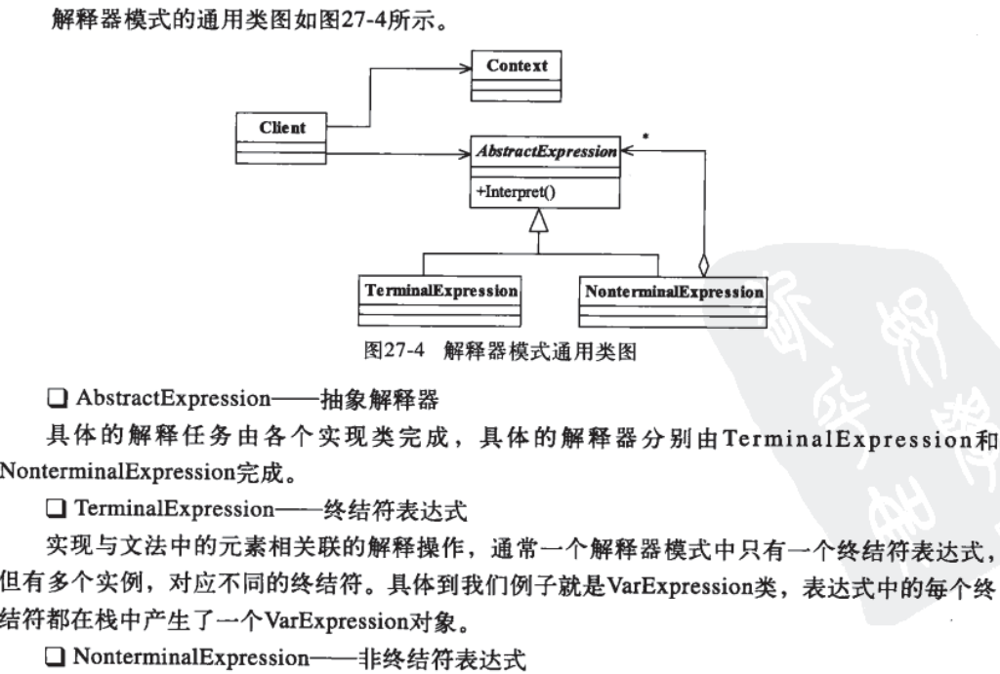 解释器模式的通用类图如图27-4所示。
Context
Client
*
AbstractExpression
+Interpret()
TerminalExpression
NonterminalExpression
图27-4 解释器模式通用类图
❑ AbstractExpression——抽象解释器
具体的解释任务由各个实现类完成，具体的解释器分别由TerminalExpression和
NonterminalExpression完成。
❑ TerminalExpression——终结符表达式
实现与文法中的元素相关联的解释操作，通常一个解释器模式中只有一个终结符表达式，
但有多个实例，对应不同的终结符。具体到我们例子就是VarExpression类，表达式中的每个终
结符都在栈中产生了一个VarExpression对象。
❑ NonterminalExpression——非终结符表达式